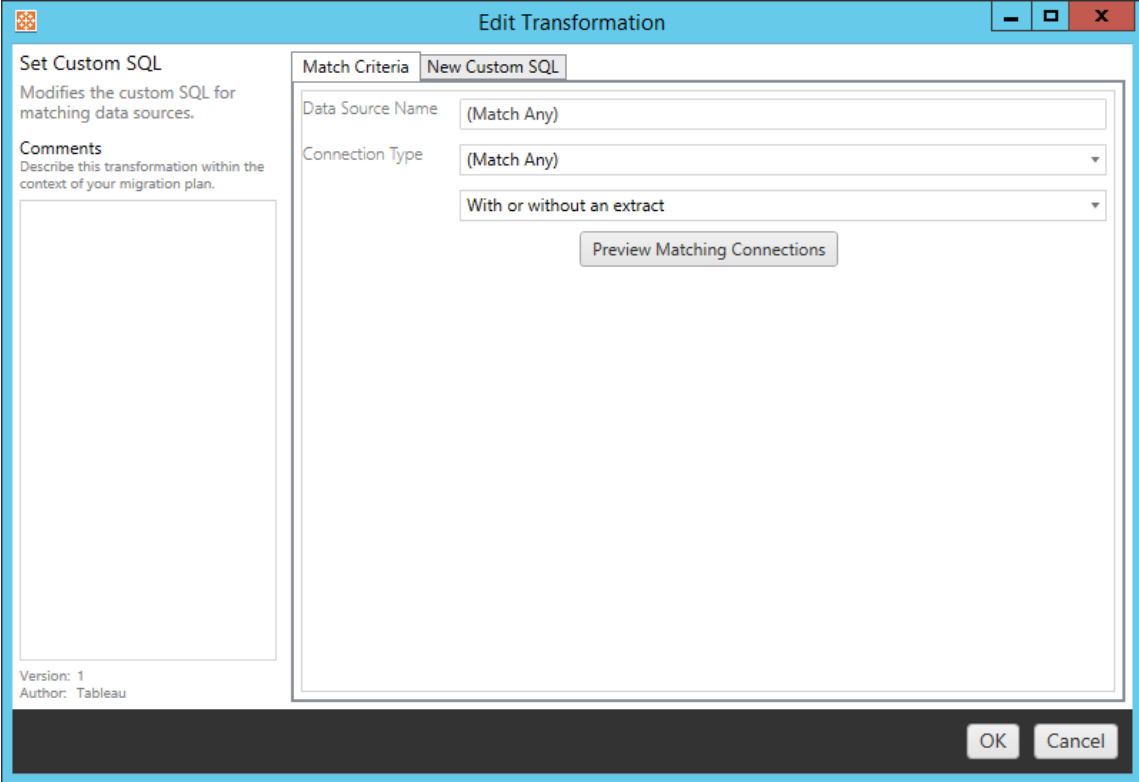 Edit Transformation
Set Custom SQL
Modifies the custom SQL for
matching data sources.
Comments
Describe this transformation within the
context of your migration plan.
Version: 1
Author: Tableau
Match Criteria
New Custom SQL
Data Source Name
(Match Any)
Connection Type
(Match Any)
With or without an extract
Preview Matching Connections
OK
Cancel